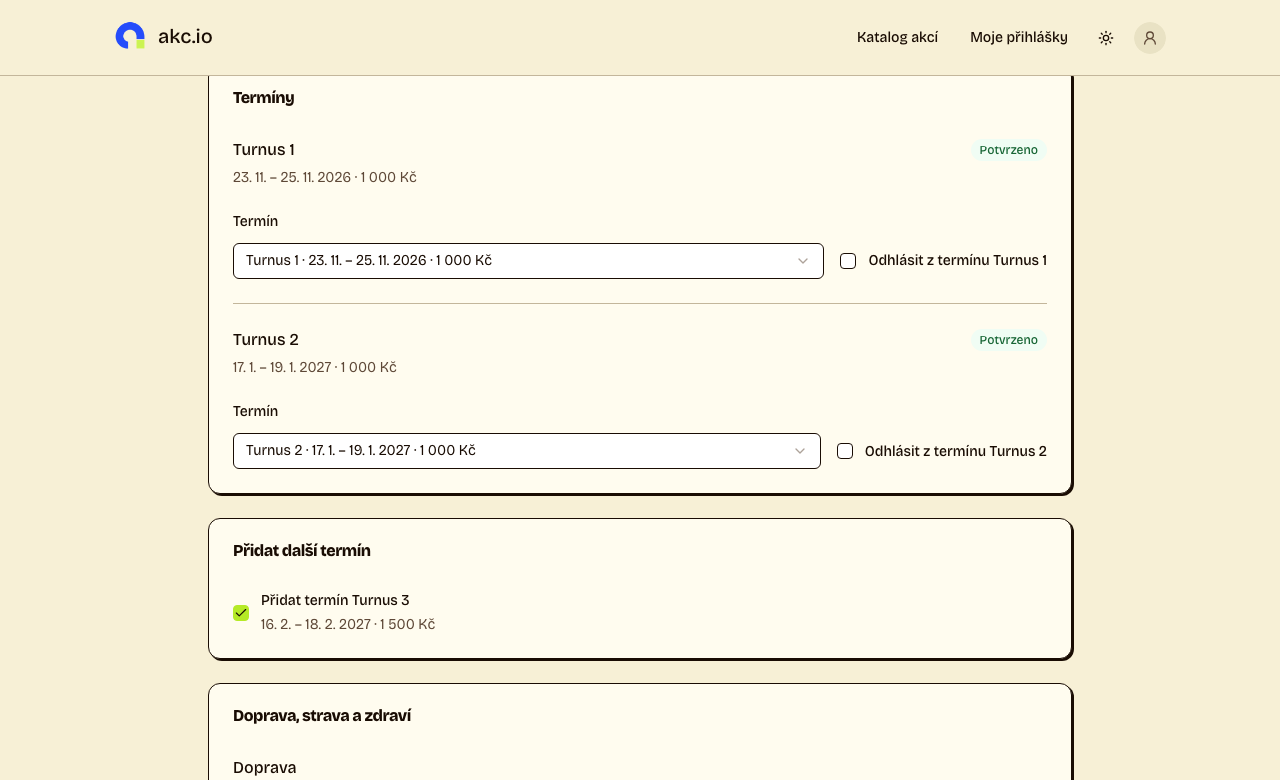 akc.io
Katalog akcí
Moje přihlášky
Termíny
Turnus 1
Potvrzeno
23. 11. – 25. 11. 2026 · 1 000 Kč
Termín
Turnus 1 · 23. 11. – 25. 11. 2026 · 1 000 Kč
Odhlásit z termínu Turnus 1
Turnus 2
Potvrzeno
17. 1. – 19. 1. 2027 · 1 000 Kč
Termín
Turnus 2 · 17. 1. – 19. 1. 2027 · 1 000 Kč
Odhlásit z termínu Turnus 2
Přidat další termín
Přidat termín Turnus 3
16. 2. – 18. 2. 2027 · 1 500 Kč
Doprava, strava a zdraví
Doprava